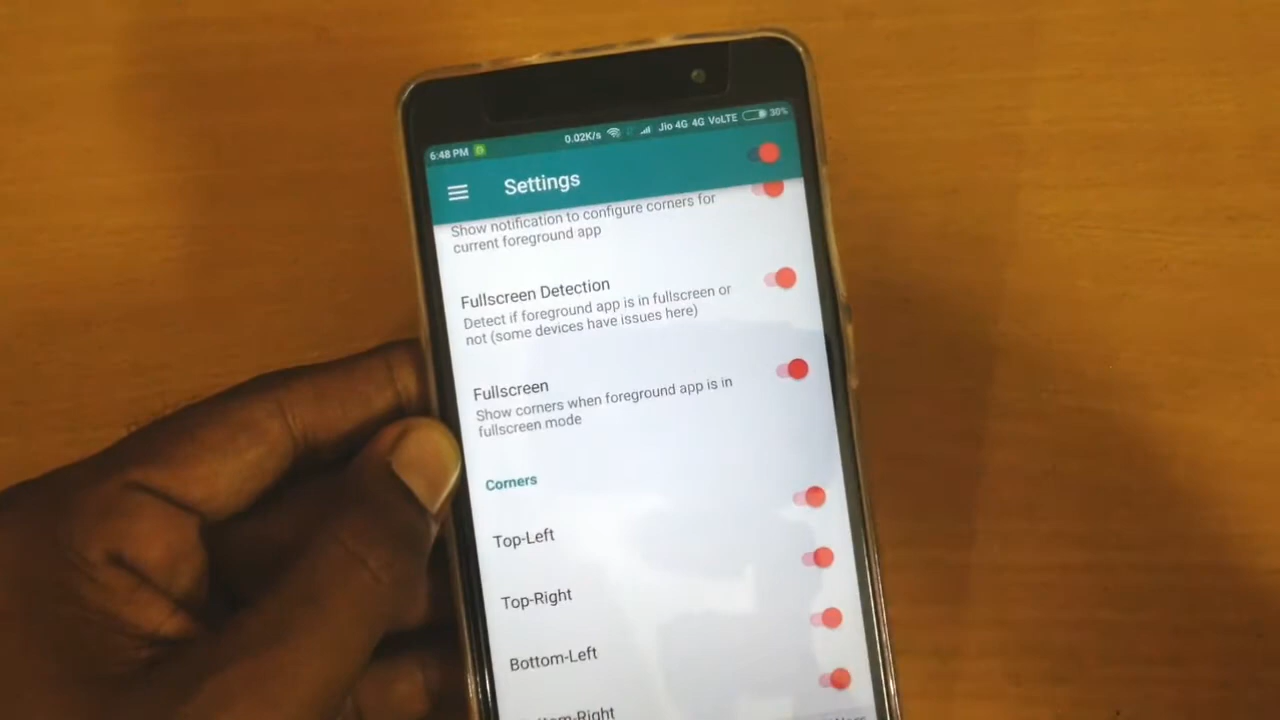 6:48 PM 0.02K/s Jio 4G 4G VoLTE 30%
Settings
Show notification to configure corners for
current foreground app
Fullscreen Detection
Detect if foreground app is in fullscreen or
not (some devices have issues here)
Fullscreen
Show corners when foreground app is in
fullscreen mode
Corners
Top-Left
Top-Right
Bottom-Left